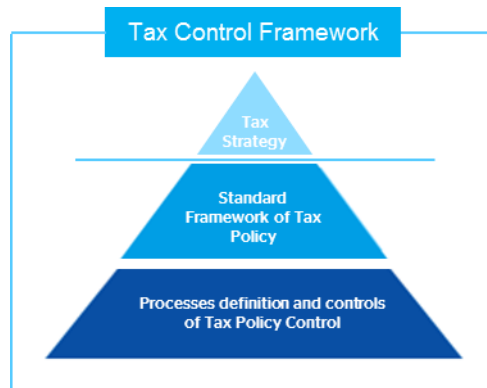 Tax Control Framework
Tax
Strategy
Standard
Framework of Tax
Policy
Processes definition and controls
of Tax Policy Control